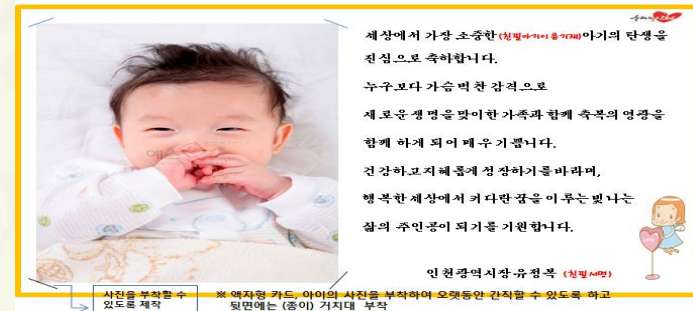 세상에서 가장 소중한(친필아기이름기재)아기의 탄생을
진심으로 축하합니다.
누구보다 가슴 벅찬 감격으로
새로운 생명을 맞이한 가족과 함께 축복의 영광을
함께 하게 되어 매우 기쁩니다.
건강하고 지혜롭게 성장하기를 바라며,
행복한 세상에서 커다란 꿈을 이루는 빛나는
삶의 주인공이 되기를 기원합니다.
인천광역시장 유정복 (친필서명)
사진을 부착할 수
있도록 제작
※ 액자형 카드, 아이의 사진을 부착하여 오랫동안 간직할 수 있도록 하고
뒷면에는 (종이) 거치대 부착